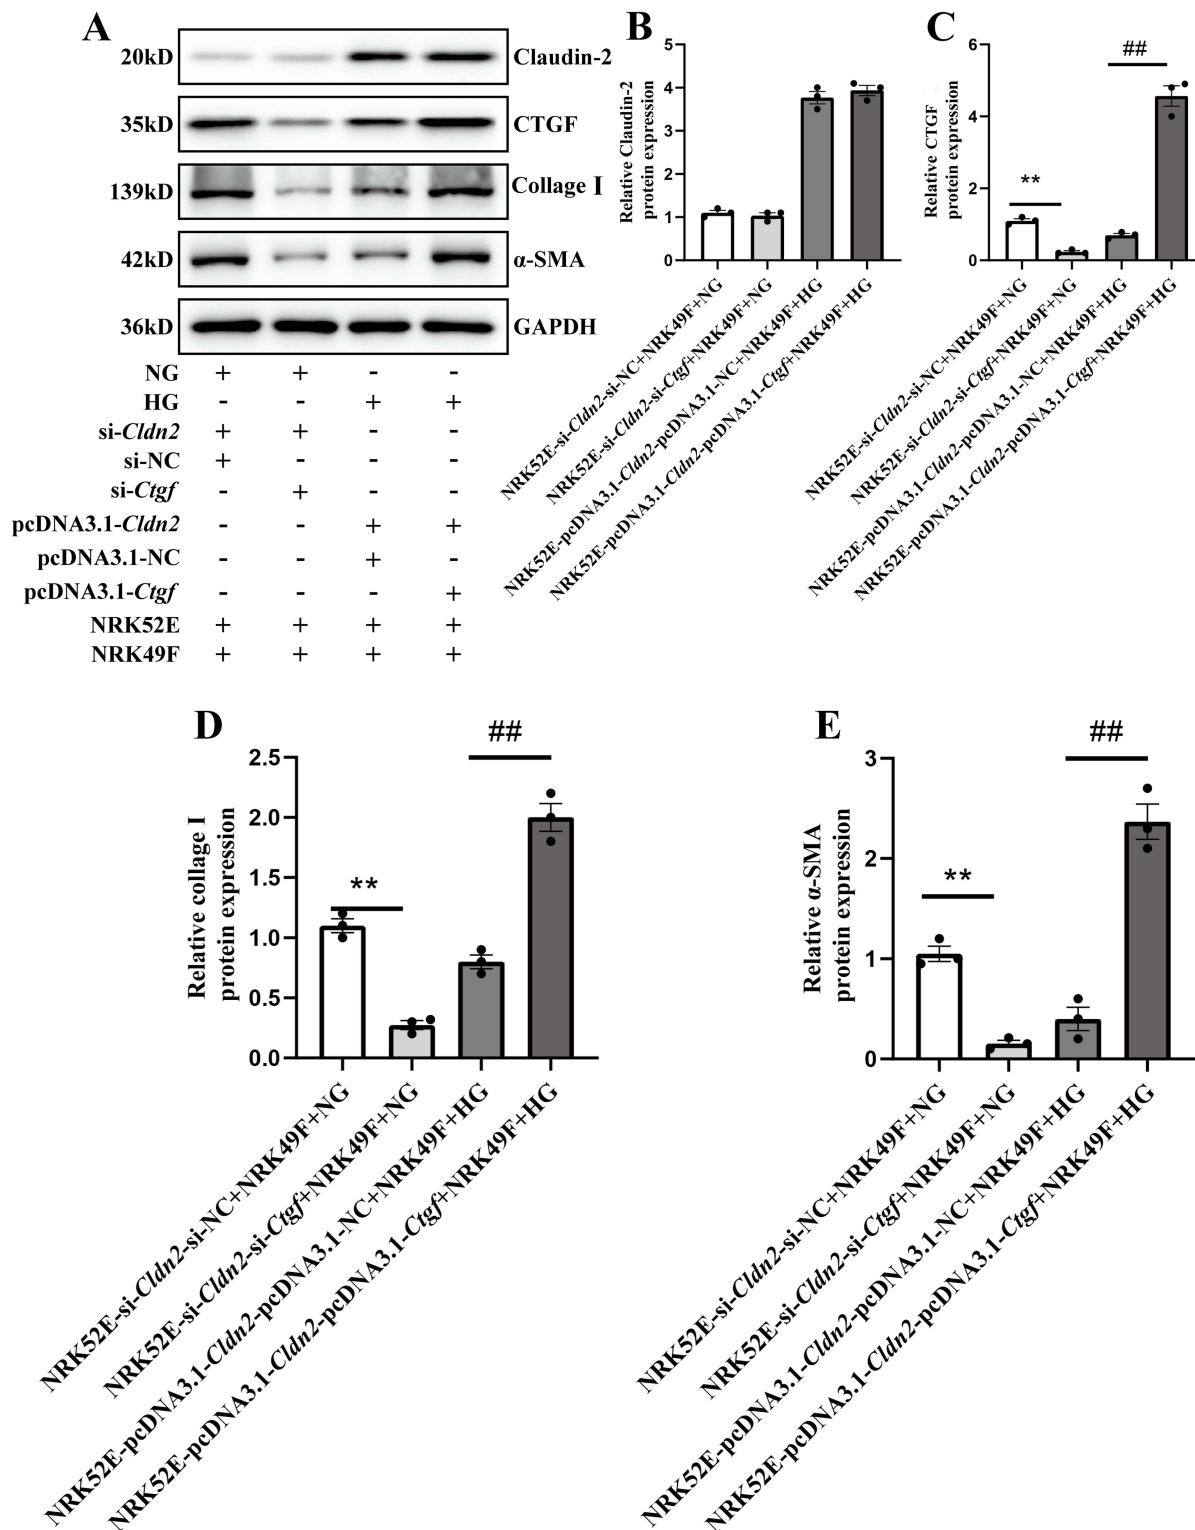 A
20kD Claudin-2
35kD CTGF
139kD Collage I
42kD α-SMA
36kD GAPDH
NG + + - -
HG - - + +
si-Cldn2 + + - -
si-NC + - - -
si-Ctgf - + - -
pcDNA3.1-Cldn2 - - + +
pcDNA3.1-NC - - + -
pcDNA3.1-Ctgf - - - +
NRK52E + + + +
NRK49F + + + +
B
Relative Claudin-2
protein expression
5
4
3
2
1
0
NRK52E-si-Cldn2-si-NC+NRK49F+NG
NRK52E-si-Cldn2-si-Ctgf+NRK49F+NG
NRK52E-pcDNA3.1-Cldn2-pcDNA3.1-NC+NRK49F+HG
NRK52E-pcDNA3.1-Cldn2-pcDNA3.1-Ctgf+NRK49F+HG
C
Relative CTGF
protein expression
6
4
2
0
**
##
NRK52E-si-Cldn2-si-NC+NRK49F+NG
NRK52E-si-Cldn2-si-Ctgf+NRK49F+NG
NRK52E-pcDNA3.1-Cldn2-pcDNA3.1-NC+NRK49F+HG
NRK52E-pcDNA3.1-Cldn2-pcDNA3.1-Ctgf+NRK49F+HG
D
Relative collage I
protein expression
2.5
2.0
1.5
1.0
0.5
0.0
**
##
NRK52E-si-Cldn2-si-NC+NRK49F+NG
NRK52E-si-Cldn2-si-Ctgf+NRK49F+NG
NRK52E-pcDNA3.1-Cldn2-pcDNA3.1-NC+NRK49F+HG
NRK52E-pcDNA3.1-Cldn2-pcDNA3.1-Ctgf+NRK49F+HG
E
Relative α-SMA
protein expression
3
2
1
0
**
##
NRK52E-si-Cldn2-si-NC+NRK49F+NG
NRK52E-si-Cldn2-si-Ctgf+NRK49F+NG
NRK52E-pcDNA3.1-Cldn2-pcDNA3.1-NC+NRK49F+HG
NRK52E-pcDNA3.1-Cldn2-pcDNA3.1-Ctgf+NRK49F+HG